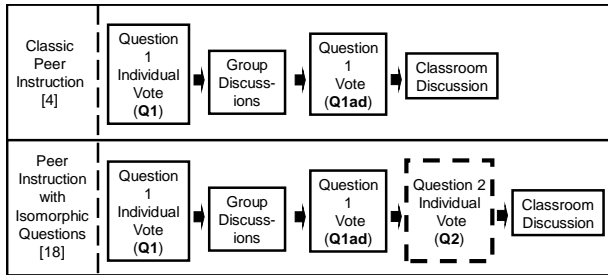 Classic
Peer
Instruction
[4]
Question
1
Individual
Vote
(Q1)
Group
Discuss-
ions
Question
1
Vote
(Q1ad)
Classroom
Discussion
Peer
Instruction
with
Isomorphic
Questions
[18]
Question
1
Individual
Vote
(Q1)
Group
Discuss-
ions
Question
1
Vote
(Q1ad)
Question 2
Individual
Vote
(Q2)
Classroom
Discussion